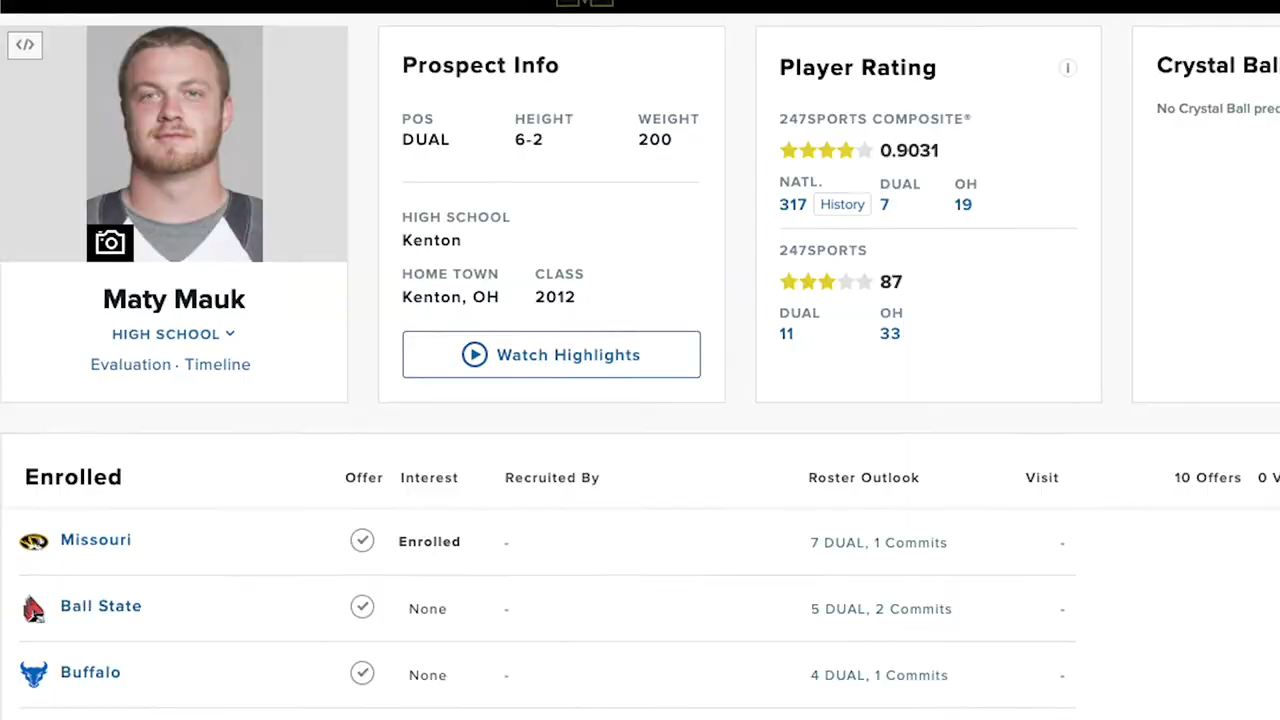 </>
Maty Mauk
HIGH SCHOOL
Evaluation · Timeline
Prospect Info
POS HEIGHT WEIGHT
DUAL 6-2 200
HIGH SCHOOL
Kenton
HOME TOWN CLASS
Kenton, OH 2012
Watch Highlights
Player Rating i
247SPORTS COMPOSITE®
0.9031
NATL. DUAL OH
317 History 7 19
247SPORTS
87
DUAL OH
11 33
Crystal Bal
No Crystal Ball pred
Enrolled Offer Interest Recruited By Roster Outlook Visit 10 Offers 0 V
Missouri Enrolled - 7 DUAL, 1 Commits -
Ball State None - 5 DUAL, 2 Commits -
Buffalo None - 4 DUAL, 1 Commits -